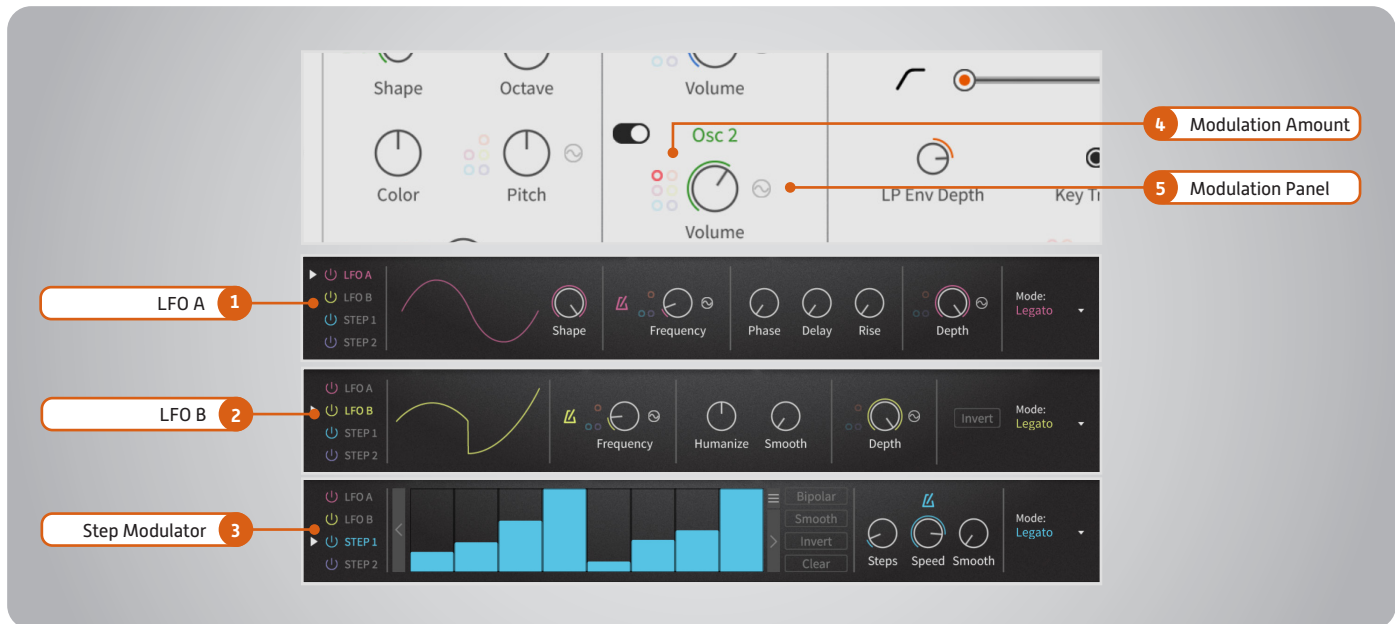 Shape Octave Volume
Osc 2
4 Modulation Amount
5 Modulation Panel
Color Pitch
LP Env Depth
Volume
LFO A 1
LFO A
LFO B
STEP 1
STEP 2
Shape Frequency Phase Delay Rise Depth
Mode:
Legato
LFO B 2
LFO A
LFO B
STEP 1
STEP 2
Frequency Humanize Smooth Depth
Invert
Mode:
Legato
Step Modulator 3
LFO A
LFO B
STEP 1
STEP 2
Bipolar
Smooth
Invert
Clear
Steps Speed Smooth
Mode:
Legato